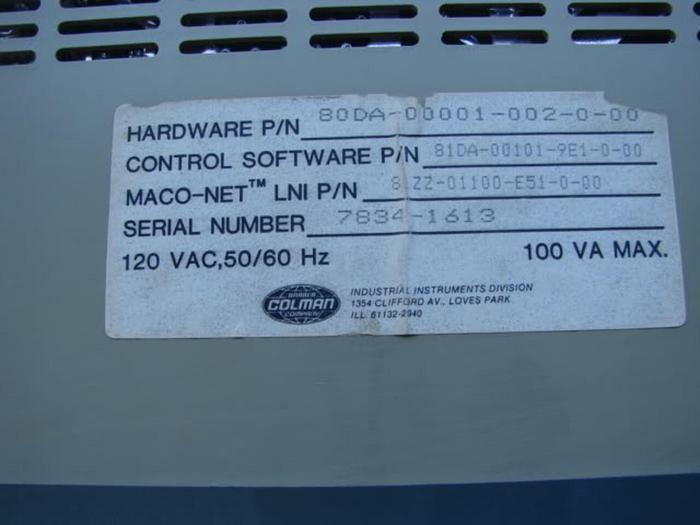 HARDWARE P/N 80DA-00001-002-0-00
CONTROL SOFTWARE P/N 81DA-00101-9E1-0-00
MACO-NET™ LNI P/N 81ZZ-01100-E51-0-00
SERIAL NUMBER 7834-1613
120 VAC,50/60 Hz 100 VA MAX.
BARBER
COLMAN
COMPANY
INDUSTRIAL INSTRUMENTS DIVISION
1354 CLIFFORD AV., LOVES PARK
ILL. 61132-2940